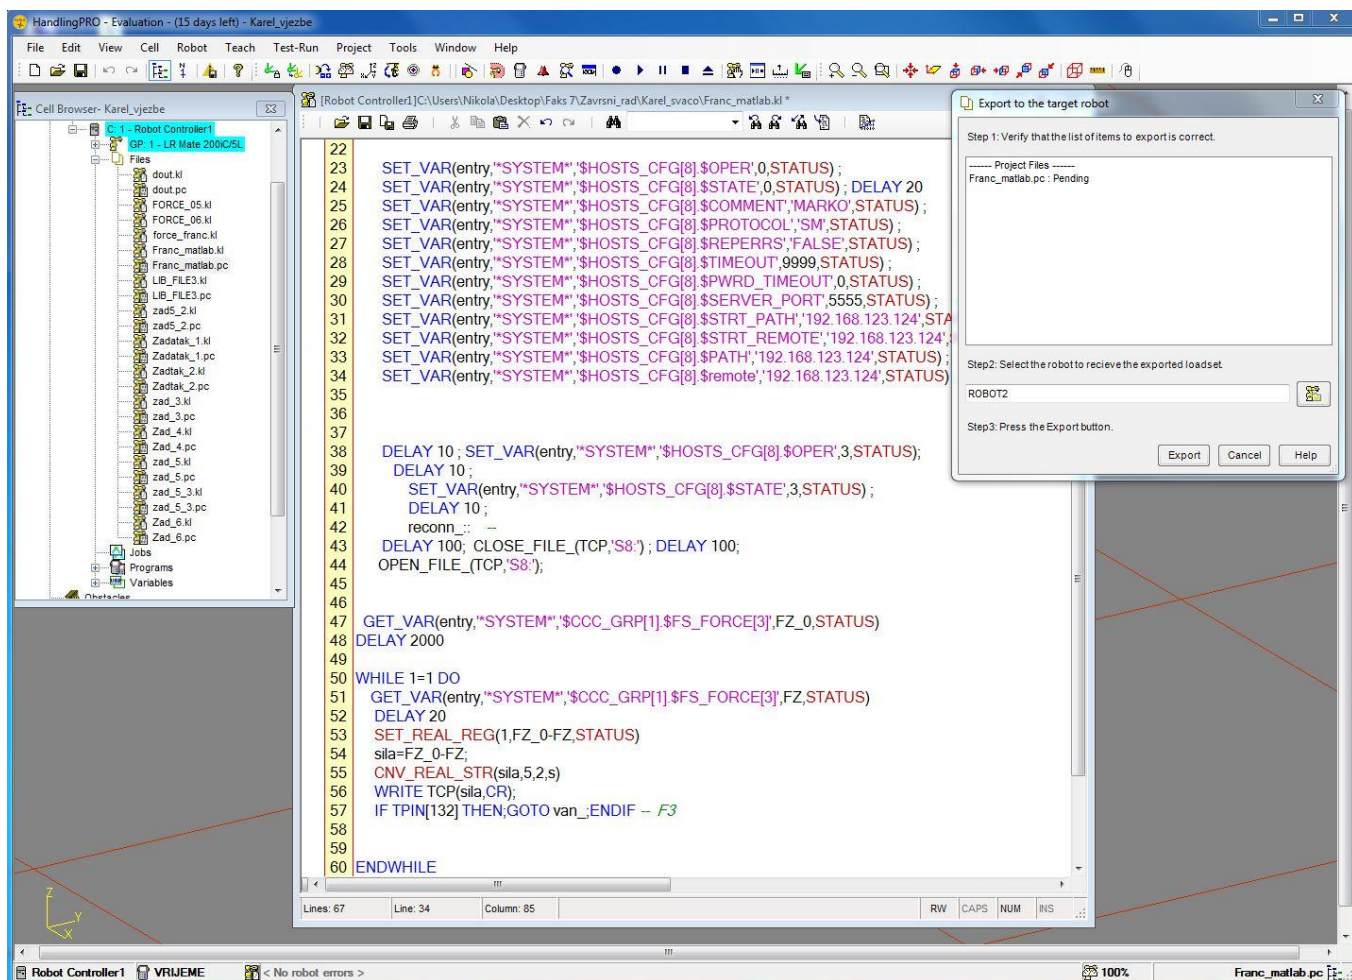 HandlingPRO - Evaluation - (15 days left) - Karel_vjezbe
File Edit View Cell Robot Teach Test-Run Project Tools Window Help
Cell Browser- Karel_vjezbe
C: 1 - Robot Controller1
GP: 1 - LR Mate 200iC/5L
Files
dout.kl
dout.pc
FORCE_05.kl
FORCE_06.kl
force_franc.kl
Franc_matlab.kl
Franc_matlab.pc
LIB_FILE3.kl
LIB_FILE3.pc
zad5_2.kl
zad5_2.pc
Zadatak_1.kl
Zadatak_1.pc
Zadtak_2.kl
Zadtak_2.pc
zad_3.kl
zad_3.pc
Zad_4.kl
Zad_4.pc
zad_5.kl
zad_5.pc
zad_5_3.kl
zad_5_3.pc
Zad_6.kl
Zad_6.pc
Jobs
Programs
Variables
Obstacles
[Robot Controller1]C:\Users\Nikola\Desktop\Faks 7\Zavrsni_rad\Karel_svaco\Franc_matlab.kl *
22
23 SET_VAR(entry,'*SYSTEM*','$HOSTS_CFG[8].$OPER',0,STATUS) ;
24 SET_VAR(entry,'*SYSTEM*','$HOSTS_CFG[8].$STATE',0,STATUS) ; DELAY 20
25 SET_VAR(entry,'*SYSTEM*','$HOSTS_CFG[8].$COMMENT','MARKO',STATUS) ;
26 SET_VAR(entry,'*SYSTEM*','$HOSTS_CFG[8].$PROTOCOL','SM',STATUS) ;
27 SET_VAR(entry,'*SYSTEM*','$HOSTS_CFG[8].$REPERRS','FALSE',STATUS) ;
28 SET_VAR(entry,'*SYSTEM*','$HOSTS_CFG[8].$TIMEOUT',9999,STATUS) ;
29 SET_VAR(entry,'*SYSTEM*','$HOSTS_CFG[8].$PWRD_TIMEOUT',0,STATUS) ;
30 SET_VAR(entry,'*SYSTEM*','$HOSTS_CFG[8].$SERVER_PORT',5555,STATUS) ;
31 SET_VAR(entry,'*SYSTEM*','$HOSTS_CFG[8].$STRT_PATH','192.168.123.124',STA
32 SET_VAR(entry,'*SYSTEM*','$HOSTS_CFG[8].$STRT_REMOTE','192.168.123.124',
33 SET_VAR(entry,'*SYSTEM*','$HOSTS_CFG[8].$PATH','192.168.123.124',STATUS) ;
34 SET_VAR(entry,'*SYSTEM*','$HOSTS_CFG[8].$remote','192.168.123.124',STATUS)
35
36
37
38 DELAY 10 ; SET_VAR(entry,'*SYSTEM*','$HOSTS_CFG[8].$OPER',3,STATUS);
39 DELAY 10 ;
40 SET_VAR(entry,'*SYSTEM*','$HOSTS_CFG[8].$STATE',3,STATUS) ;
41 DELAY 10 ;
42 reconn_:: --
43 DELAY 100; CLOSE_FILE_(TCP,'S8:') ; DELAY 100;
44 OPEN_FILE_(TCP,'S8:');
45
46
47 GET_VAR(entry,'*SYSTEM*','$CCC_GRP[1].$FS_FORCE[3]',FZ_0,STATUS)
48 DELAY 2000
49
50 WHILE 1=1 DO
51 GET_VAR(entry,'*SYSTEM*','$CCC_GRP[1].$FS_FORCE[3]',FZ,STATUS)
52 DELAY 20
53 SET_REAL_REG(1,FZ_0-FZ,STATUS)
54 sila=FZ_0-FZ;
55 CNV_REAL_STR(sila,5,2,s)
56 WRITE TCP(sila,CR);
57 IF TPIN[132] THEN;GOTO van_;ENDIF -- F3
58
59
60 ENDWHILE
Lines: 67 Line: 34 Column: 85 RW CAPS NUM INS
Export to the target robot
Step 1: Verify that the list of items to export is correct.
------ Project Files ------
Franc_matlab.pc : Pending
Step2: Select the robot to recieve the exported loadset.
ROBOT2
Step3: Press the Export button.
Export Cancel Help
Z
Y
X
Robot Controller1 VRIJEME < No robot errors > 100% Franc_matlab.pc